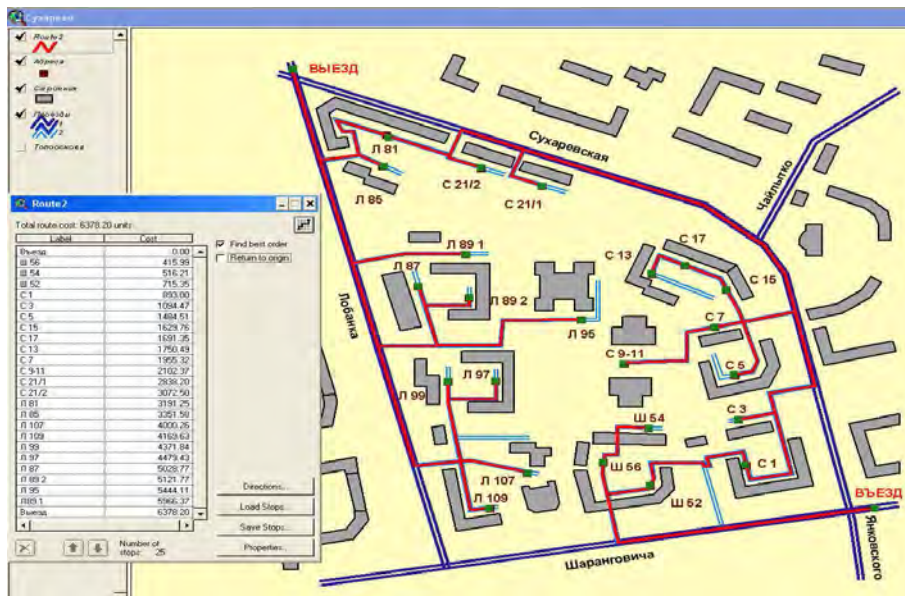 Сухарево
Route2
Адреса
Строения
Проезды
1
2
Топооснова
Route2
Total route cost: 6378.20 units
Label Cost
Въезд 0.00
Ш 56 415.99
Ш 54 516.21
Ш 52 715.35
С 1 893.80
С 3 1094.47
С 5 1484.51
С 15 1629.76
С 17 1691.35
С 13 1750.49
С 7 1955.32
С 9-11 2102.37
С 21/1 2838.20
С 21/2 3072.50
Л 81 3191.25
Л 85 3351.58
Л 107 4000.26
Л 109 4169.63
Л 99 4371.84
Л 97 4479.43
Л 87 5028.77
Л 89.2 5121.77
Л 95 5444.11
Л89.1 5966.37
Выезд 6378.20
Find best order
Return to origin
Directions...
Load Stops...
Save Stops...
Properties...
Number of
stops: 25
ВЫЕЗД
Сухаревская
Чайлытко
Л 81
С 21/2
Л 85
С 21/1
Л 89 1
Л 87
Л 89 2
С 13
С 17
С 15
Лобанка
Л 95
С 7
С 9-11
С 5
Л 99
Л 97
Ш 54
С 3
Ш 56
С 1
Л 107
Л 109
Ш 52
ВЪЕЗД
Шаранговича
Янковского